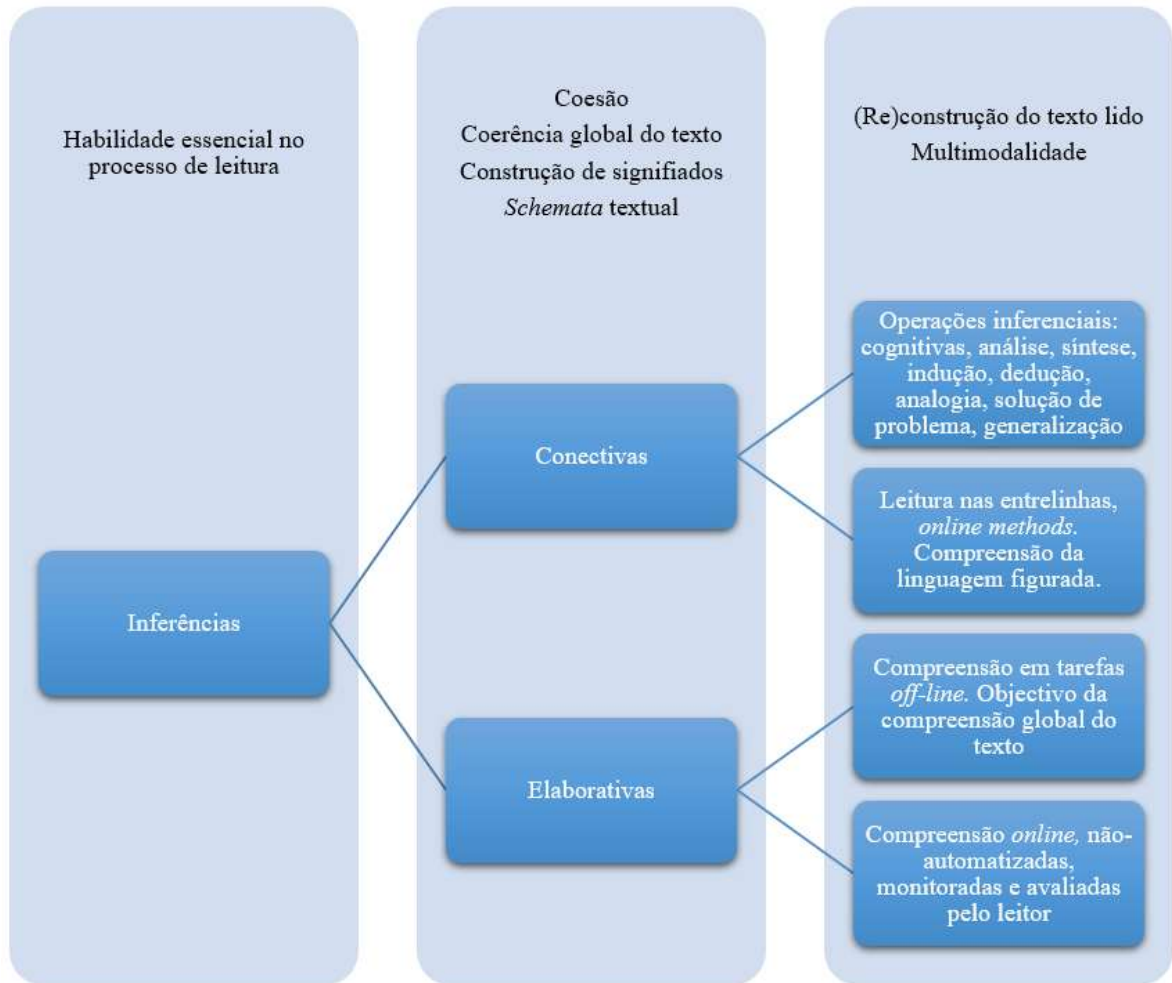 Habilidade essencial no
processo de leitura
Coesão
Coerência global do texto
Construção de signifiados
Schemata textual
(Re)construção do texto lido
Multimodalidade
Inferências
Conectivas
Elaborativas
Operações inferenciais:
cognitivas, análise, síntese,
indução, dedução,
analogia, solução de
problema, generalização
Leitura nas entrelinhas,
online methods.
Compreensão da
linguagem figurada.
Compreensão em tarefas
off-line. Objectivo da
compreensão global do
texto
Compreensão online, não-
automatizadas,
monitoradas e avaliadas
pelo leitor